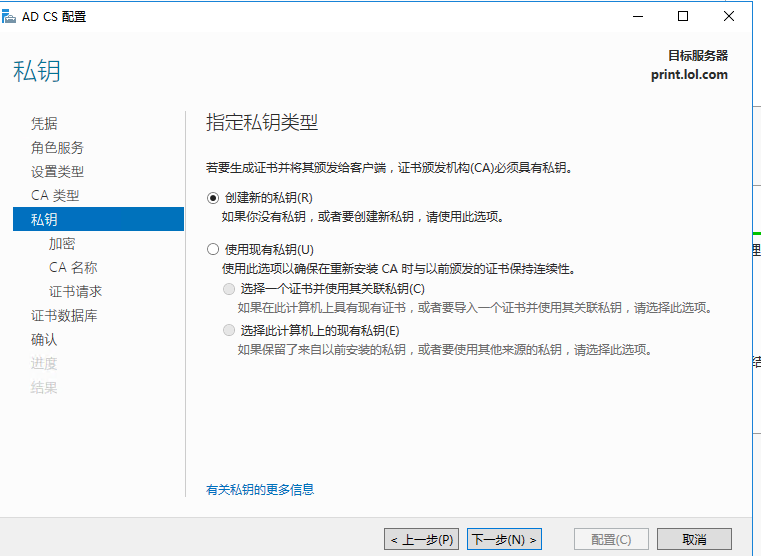 AD CS 配置
私钥
目标服务器
print.lol.com
凭据
角色服务
设置类型
CA 类型
私钥
加密
CA 名称
证书请求
证书数据库
确认
进度
结果
指定私钥类型
若要生成证书并将其颁发给客户端，证书颁发机构(CA)必须具有私钥。
创建新的私钥(R)
如果你没有私钥，或者要创建新私钥，请使用此选项。
使用现有私钥(U)
使用此选项以确保在重新安装 CA 时与以前颁发的证书保持连续性。
选择一个证书并使用其关联私钥(C)
如果在此计算机上具有现有证书，或者要导入一个证书并使用其关联私钥，请选择此选项。
选择此计算机上的现有私钥(E)
如果保留了来自以前安装的私钥，或者要使用其他来源的私钥，请选择此选项。
有关私钥的更多信息
< 上一步(P)
下一步(N) >
配置(C)
取消